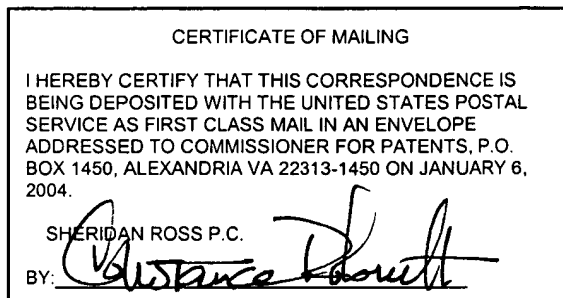 CERTIFICATE OF MAILING
I HEREBY CERTIFY THAT THIS CORRESPONDENCE IS
BEING DEPOSITED WITH THE UNITED STATES POSTAL
SERVICE AS FIRST CLASS MAIL IN AN ENVELOPE
ADDRESSED TO COMMISSIONER FOR PATENTS, P.O.
BOX 1450, ALEXANDRIA VA 22313-1450 ON JANUARY 6,
2004.
SHERIDAN ROSS P.C.
BY: Constance